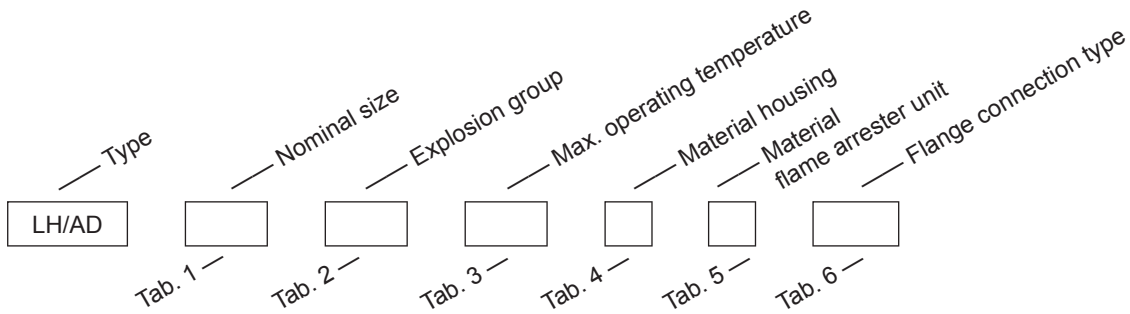 Type
Nominal size
Explosion group
Max. operating temperature
Material housing
Material
flame arrester unit
Flange connection type
LH/AD
Tab. 1
Tab. 2
Tab. 3
Tab. 4
Tab. 5
Tab. 6